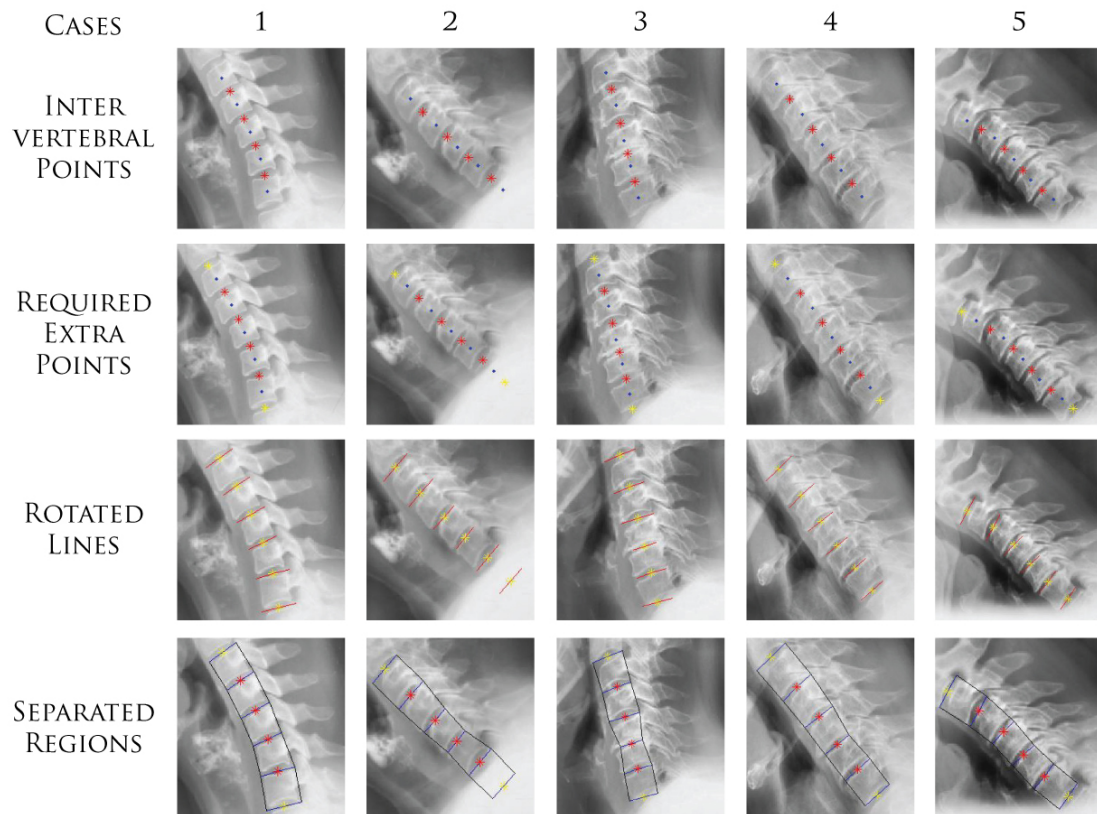 CASES 1 2 3 4 5
INTER
VERTEBRAL
POINTS
REQUIRED
EXTRA
POINTS
ROTATED
LINES
SEPARATED
REGIONS